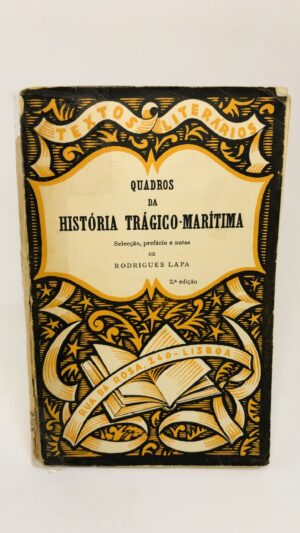 TEXTOS LITERÁRIOS
QUADROS
DA
HISTÓRIA TRÁGICO-MARÍTIMA
Selecção, prefácio e notas
DE
RODRIGUES LAPA
2.ª edição
RUA DA ROSA, 240 - LISBOA